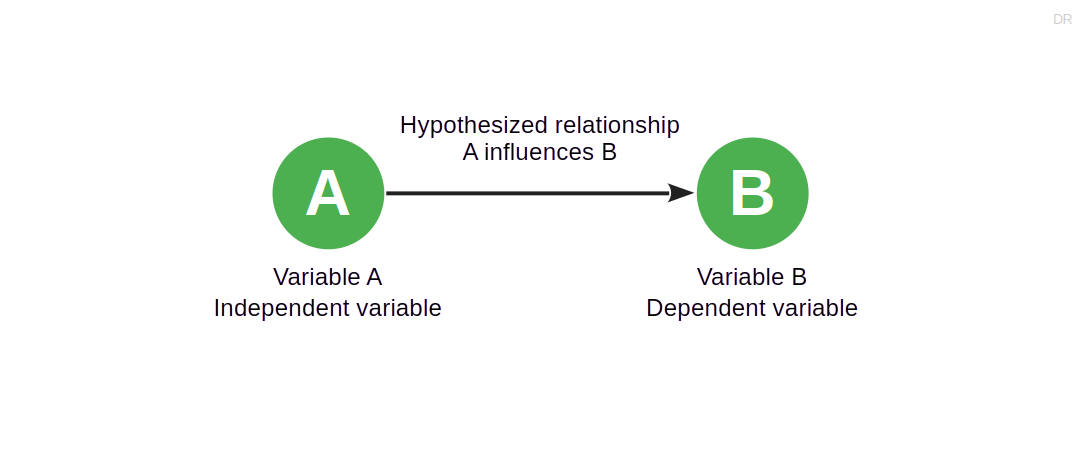 DR
Hypothesized relationship
A influences B
A
B
Variable A
Independent variable
Variable B
Dependent variable